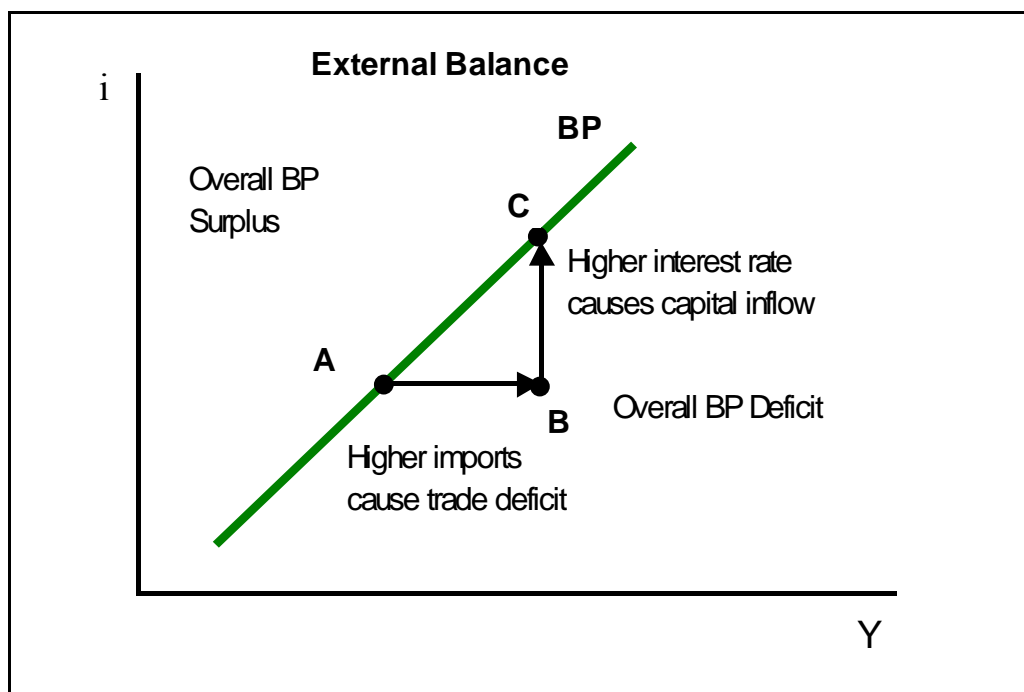 External Balance
i
BP
Overall BP
Surplus
C
Higher interest rate
causes capital inflow
A
B
Overall BP Deficit
Higher imports
cause trade deficit
Y